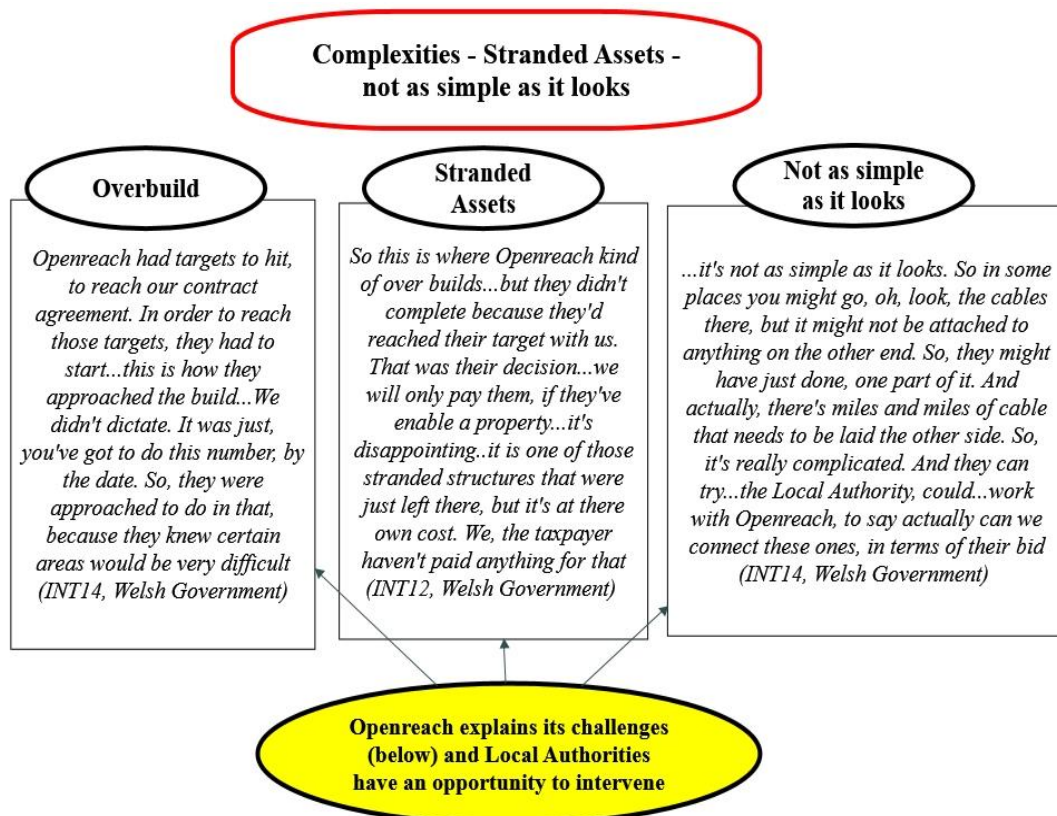 Complexities - Stranded Assets -
not as simple as it looks
Overbuild
Openreach had targets to hit,
to reach our contract
agreement. In order to reach
those targets, they had to
start...this is how they
approached the build...We
didn't dictate. It was just,
you've got to do this number, by
the date. So, they were
approached to do in that,
because they knew certain
areas would be very difficult
(INT14, Welsh Government)
Stranded
Assets
So this is where Openreach kind
of over builds...but they didn't
complete because they'd
reached their target with us.
That was their decision...we
will only pay them, if they've
enable a property...it's
disappointing..it is one of those
stranded structures that were
just left there, but it's at there
own cost. We, the taxpayer
haven't paid anything for that
(INT12, Welsh Government)
Not as simple
as it looks
...it's not as simple as it looks. So in some
places you might go, oh, look, the cables
there, but it might not be attached to
anything on the other end. So, they might
have just done, one part of it. And
actually, there's miles and miles of cable
that needs to be laid the other side. So,
it's really complicated. And they can
try...the Local Authority, could...work
with Openreach, to say actually can we
connect these ones, in terms of their bid
(INT14, Welsh Government)
Openreach explains its challenges
(below) and Local Authorities
have an opportunity to intervene